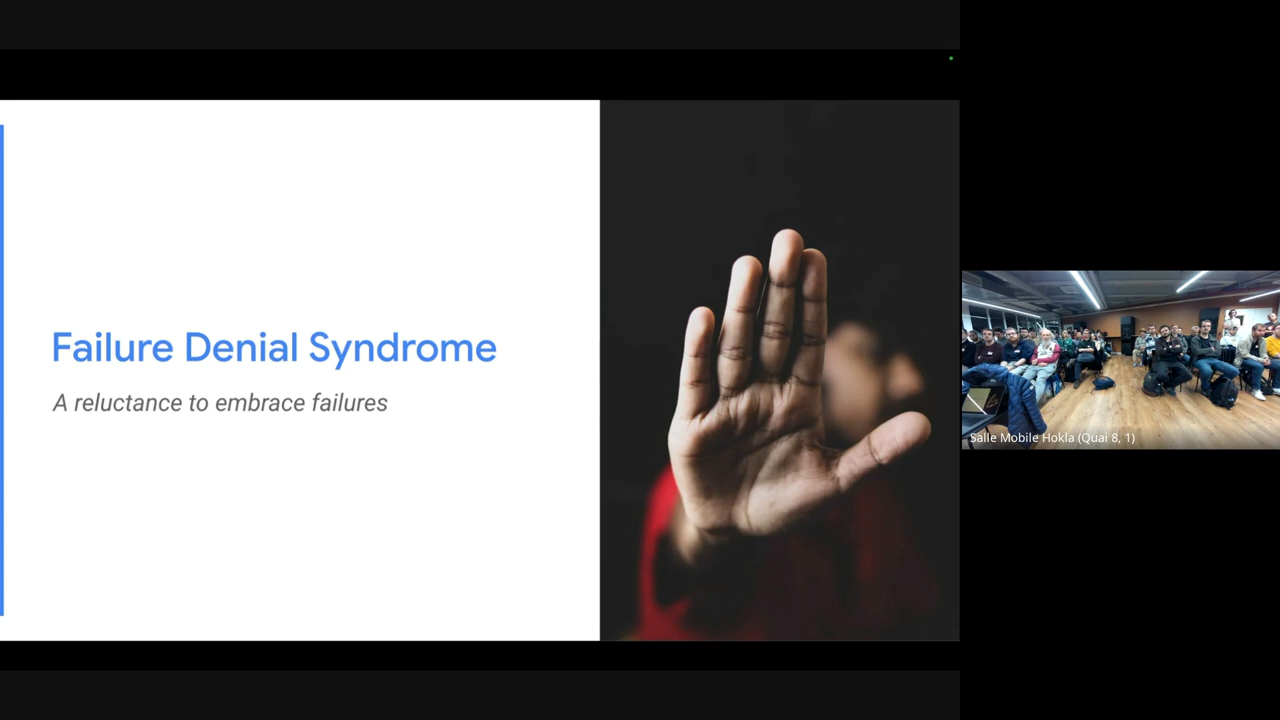 Failure Denial Syndrome
A reluctance to embrace failures
Salle Mobile Hokla (Quai 8, 1)